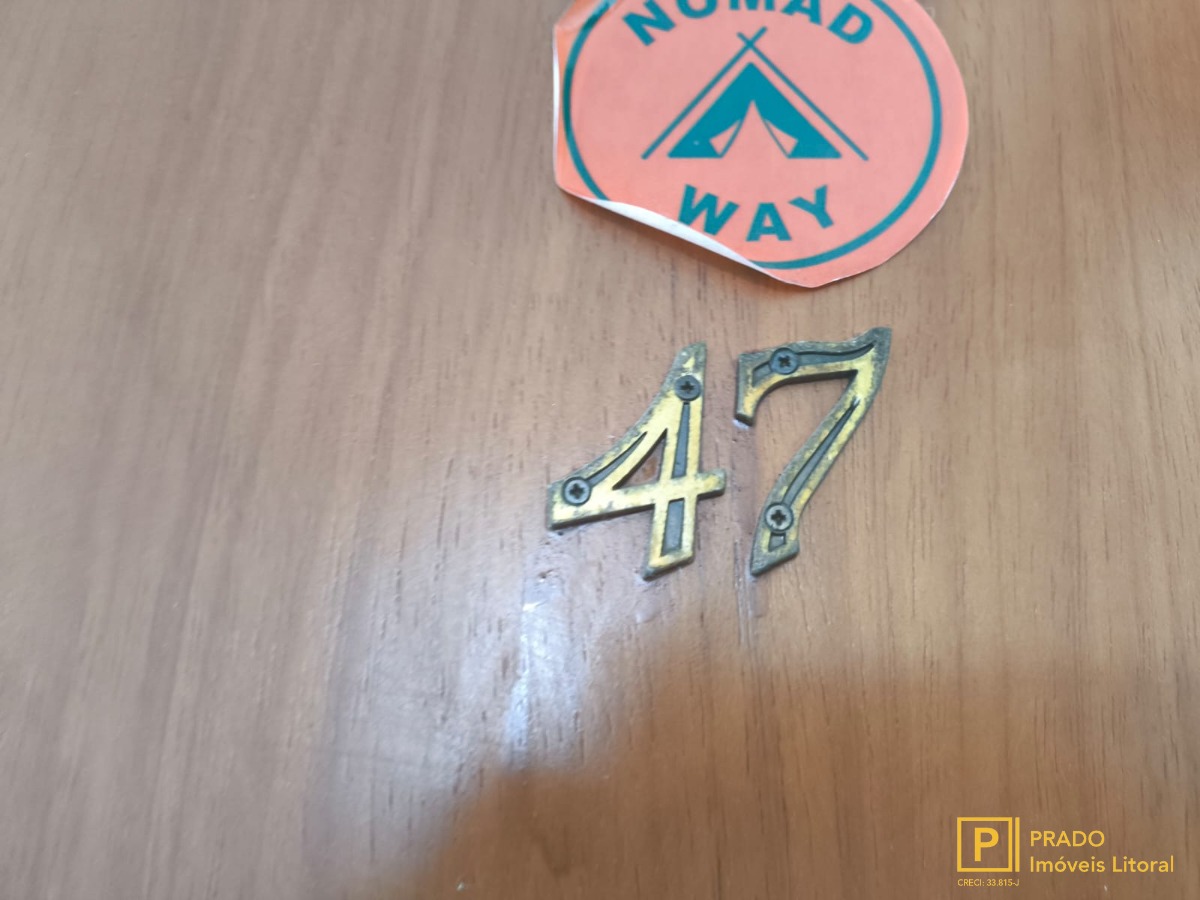 NOMAD
WAY
47
P
PRADO
Imóveis Litoral
CRECI: 33.815-J